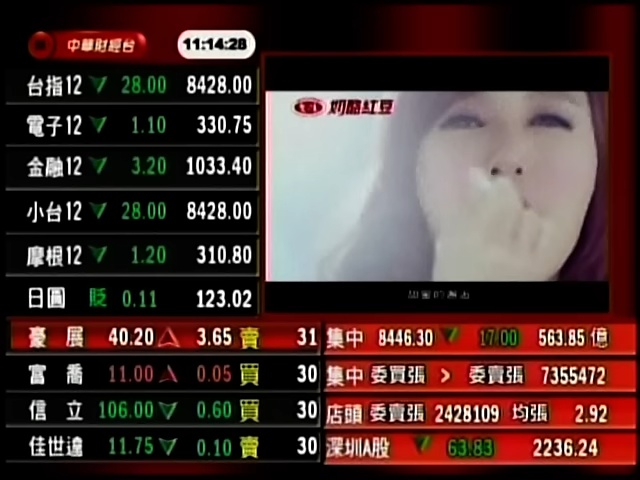 中華財經台 11:14:28
台指12 ▼ 28.00 8428.00
電子12 ▼ 1.10 330.75
金融12 ▼ 3.20 1033.40
小台12 ▼ 28.00 8428.00
摩根12 ▼ 1.20 310.80
日圓 貶 0.11 123.02
奶酪紅豆
豪展 40.20 △ 3.65 賣 31
富喬 11.00 △ 0.05 買 30
信立 106.00 ▽ 0.60 買 30
佳世達 11.75 ▽ 0.10 賣 30
集中 8446.30 ▼ 17.00 563.85 億
集中 委買張 > 委賣張 7355472
店頭 委賣張 2428109 均張 2.92
深圳A股 ▼ 63.83 2236.24